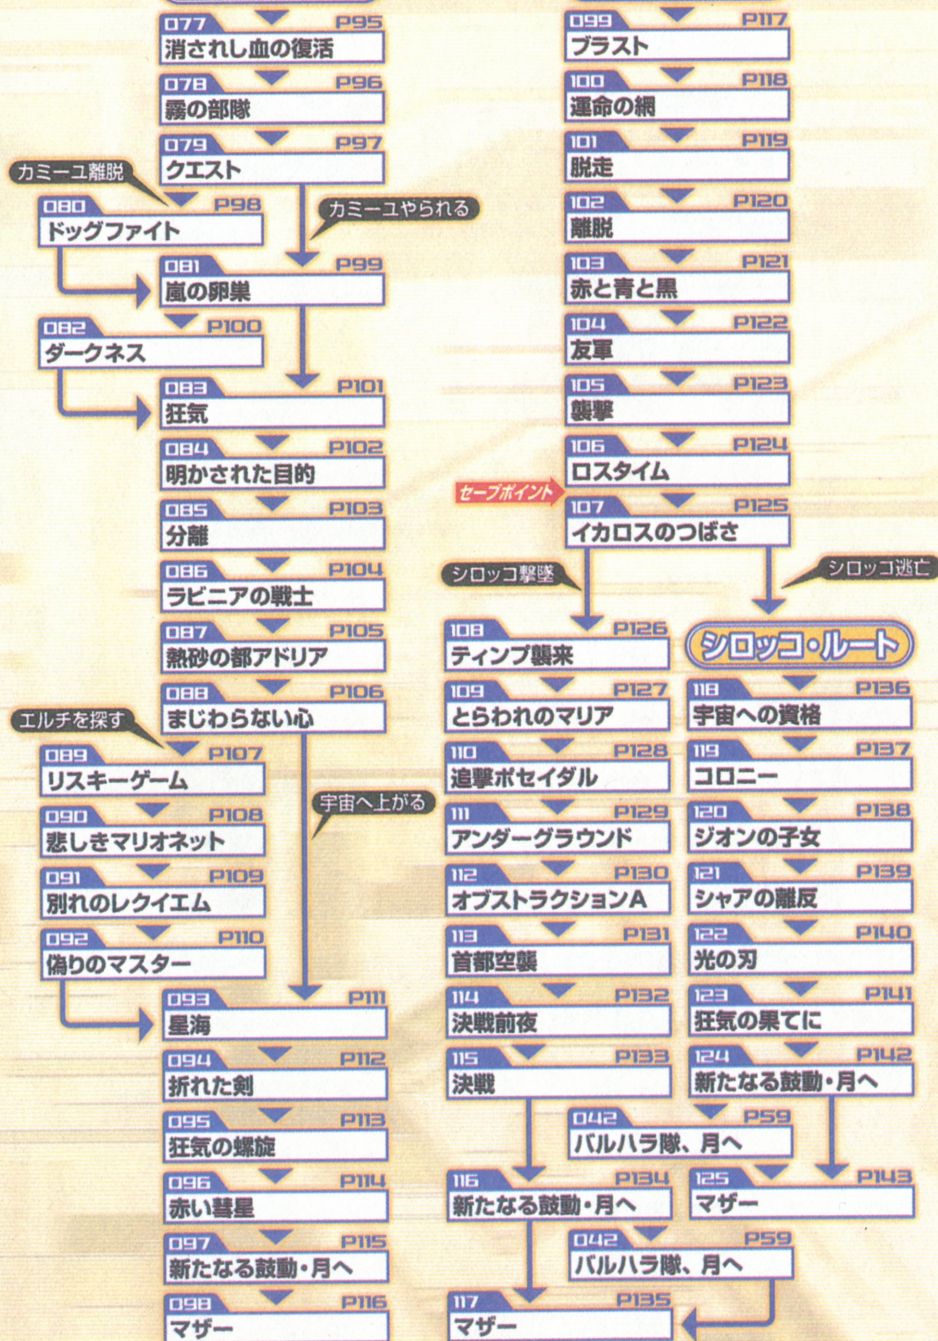 077 P95
消されし血の復活
078 P96
霧の部隊
079 P97
クエスト
カミーユ離脱
カミーユやられる
080 P98
ドッグファイト
081 P99
嵐の卵巣
082 P100
ダークネス
083 P101
狂気
084 P102
明かされた目的
085 P103
分離
086 P104
ラビニアの戦士
087 P105
熱砂の都アドリア
088 P106
まじわらない心
エルチを探す
宇宙へ上がる
089 P107
リスキーゲーム
090 P108
悲しきマリオネット
091 P109
別れのレクイエム
092 P110
偽りのマスター
093 P111
星海
094 P112
折れた剣
095 P113
狂気の螺旋
096 P114
赤い彗星
097 P115
新たなる鼓動・月へ
098 P116
マザー
099 P117
ブラスト
100 P118
運命の網
101 P119
脱走
102 P120
離脱
103 P121
赤と青と黒
104 P122
友軍
105 P123
襲撃
106 P124
ロスタイム
セーブポイント
107 P125
イカロスのつばさ
シロッコ撃墜
シロッコ逃亡
108 P126
ティンプ襲来
109 P127
とらわれのマリア
110 P128
追撃ポセイダル
111 P129
アンダーグラウンド
112 P130
オブストラクションA
113 P131
首都空襲
114 P132
決戦前夜
115 P133
決戦
116 P134
新たなる鼓動・月へ
042 P59
バルハラ隊、月へ
117 P135
マザー
シロッコ・ルート
118 P136
宇宙への資格
119 P137
コロニー
120 P138
ジオンの子女
121 P139
シャアの離反
122 P140
光の刃
123 P141
狂気の果てに
124 P142
新たなる鼓動・月へ
042 P59
バルハラ隊、月へ
125 P143
マザー